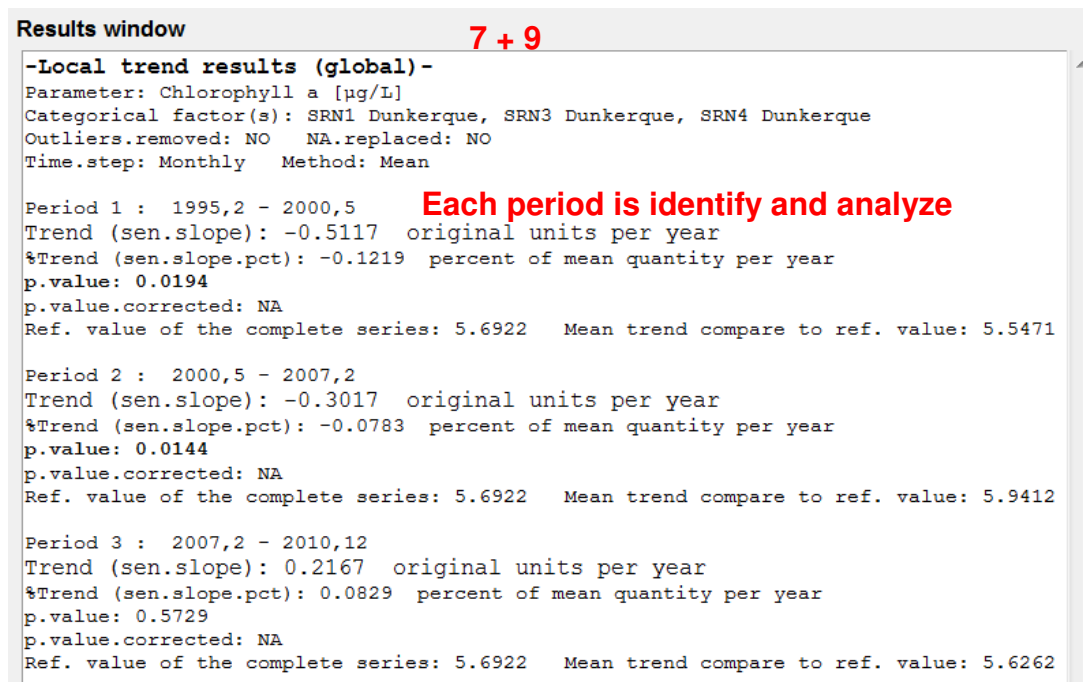 Results window
7 + 9
-Local trend results (global)-
Parameter: Chlorophyll a [µg/L]
Categorical factor(s): SRN1 Dunkerque, SRN3 Dunkerque, SRN4 Dunkerque
Outliers.removed: NO   NA.replaced: NO
Time.step: Monthly   Method: Mean
Period 1 :  1995,2 - 2000,5
Each period is identify and analyze
Trend (sen.slope): -0.5117  original units per year
%Trend (sen.slope.pct): -0.1219  percent of mean quantity per year
p.value: 0.0194
p.value.corrected: NA
Ref. value of the complete series: 5.6922   Mean trend compare to ref. value: 5.5471
Period 2 :  2000,5 - 2007,2
Trend (sen.slope): -0.3017  original units per year
%Trend (sen.slope.pct): -0.0783  percent of mean quantity per year
p.value: 0.0144
p.value.corrected: NA
Ref. value of the complete series: 5.6922   Mean trend compare to ref. value: 5.9412
Period 3 :  2007,2 - 2010,12
Trend (sen.slope): 0.2167  original units per year
%Trend (sen.slope.pct): 0.0829  percent of mean quantity per year
p.value: 0.5729
p.value.corrected: NA
Ref. value of the complete series: 5.6922   Mean trend compare to ref. value: 5.6262